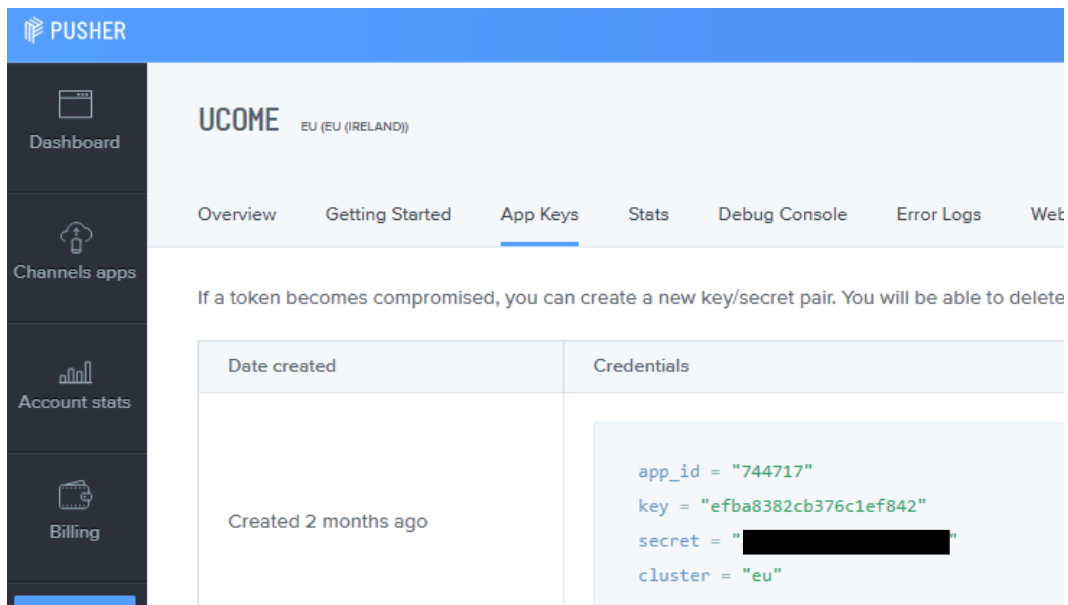 PUSHER
Dashboard
Channels apps
Account stats
Billing
UCOME EU (EU (IRELAND))
Overview Getting Started App Keys Stats Debug Console Error Logs Web
If a token becomes compromised, you can create a new key/secret pair. You will be able to delete
Date created Credentials
Created 2 months ago
app_id = "744717"
key = "efba8382cb376c1ef842"
secret = " "
cluster = "eu"